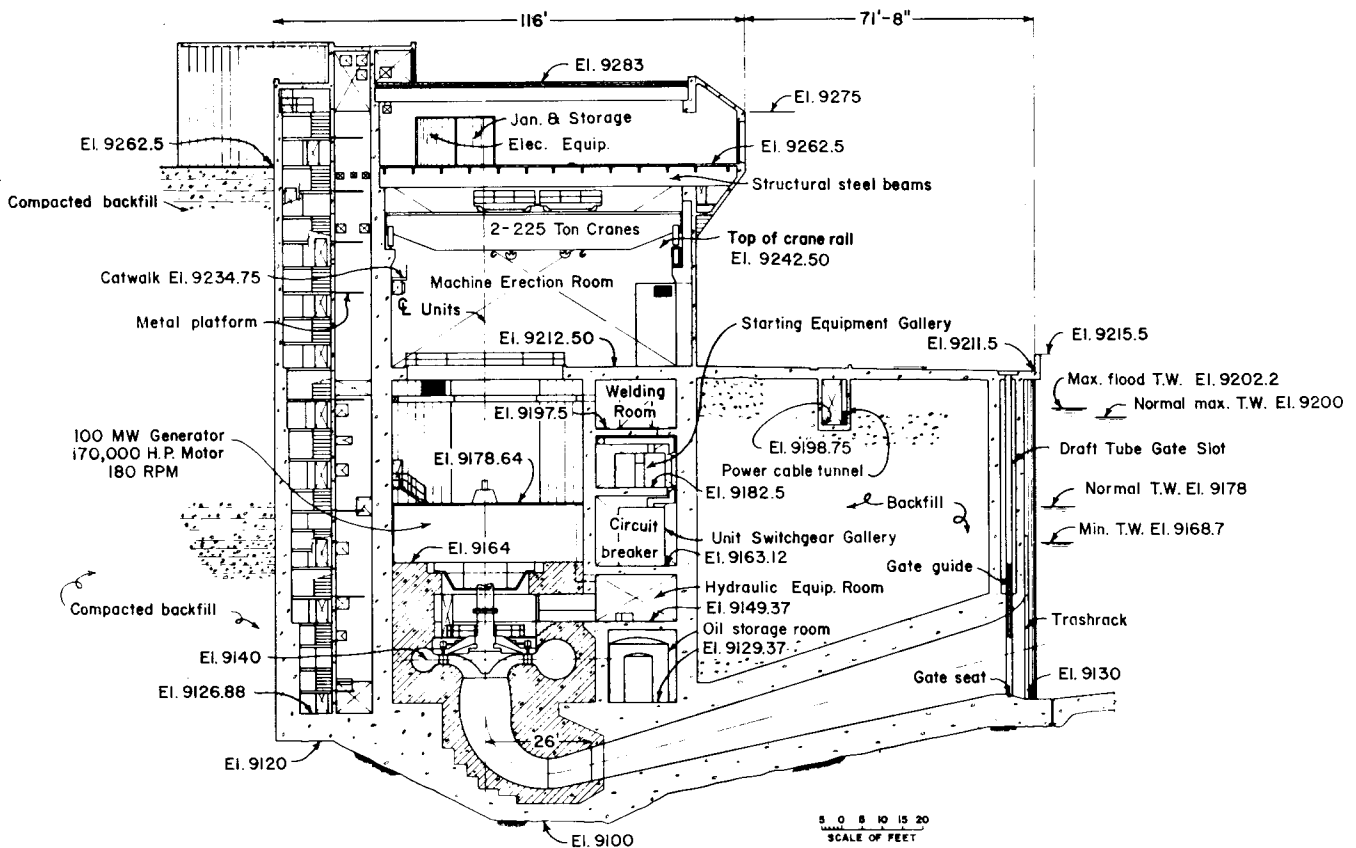 116'
71'-8"
El. 9283
El. 9275
Jan. & Storage
Elec. Equip.
El. 9262.5
El. 9262.5
Structural steel beams
Compacted backfill
2-225 Ton Cranes
Top of crane rail
El. 9242.50
Catwalk El. 9234.75
Machine Erection Room
℄ Units
Metal platform
Starting Equipment Gallery
El. 9212.50
El. 9211.5
El. 9215.5
Max. flood T.W. El. 9202.2
Welding
Room
El. 9197.5
Normal max. T.W. El. 9200
100 MW Generator
170,000 H.P. Motor
180 RPM
El. 9198.75
Draft Tube Gate Slot
El. 9178.64
Power cable tunnel
El. 9182.5
Normal T.W. El. 9178
Backfill
Circuit
breaker
Unit Switchgear Gallery
El. 9163.12
Min. T.W. El. 9168.7
El. 9164
Gate guide
Hydraulic Equip. Room
El. 9149.37
Compacted backfill
Trashrack
Oil storage room
El. 9129.37
El. 9140
Gate seat
El. 9130
El. 9126.88
26'
El. 9120
El. 9100
5 0 5 10 15 20
SCALE OF FEET